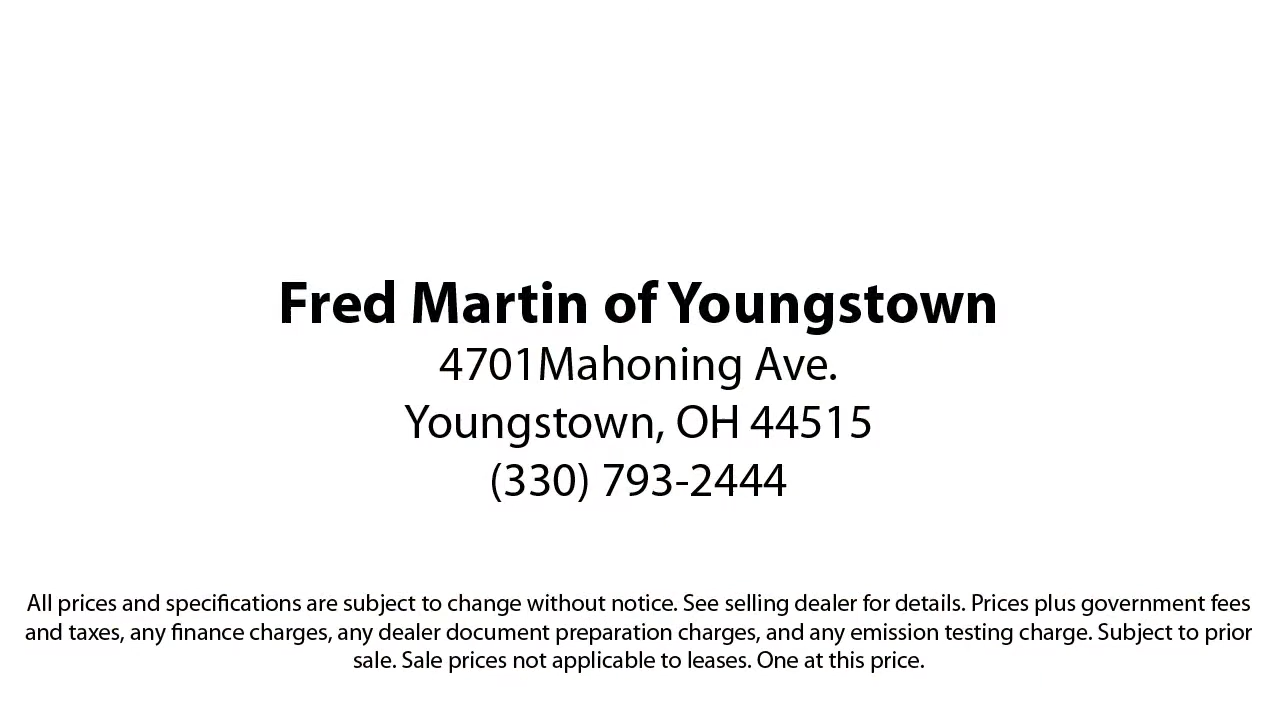 Fred Martin of Youngstown
4701Mahoning Ave.
Youngstown, OH 44515
(330) 793-2444
All prices and specifications are subject to change without notice. See selling dealer for details. Prices plus government fees
and taxes, any finance charges, any dealer document preparation charges, and any emission testing charge. Subject to prior
sale. Sale prices not applicable to leases. One at this price.